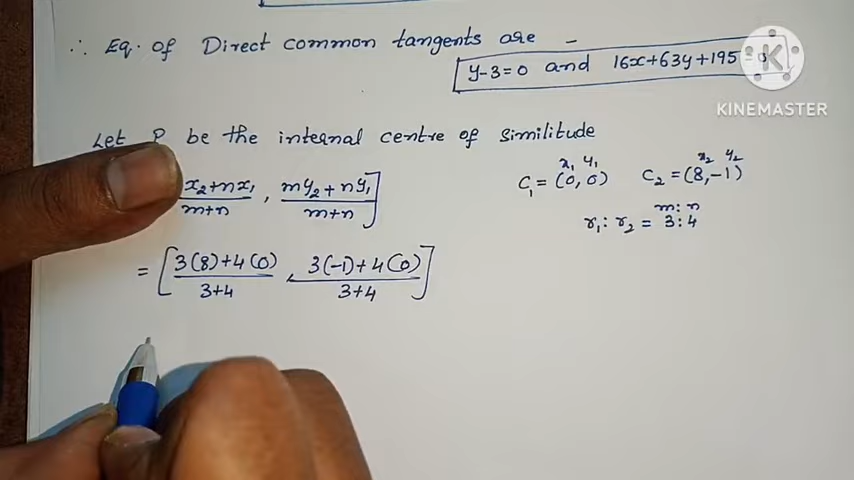 ∴ Eq. of Direct common tangents are –
y-3=0 and 16x+63y+195=0
KINEMASTER
Let P be the internal centre of similitude
x₂+nx₁ / m+n , my₂+ny₁ / m+n ]
x₁ y₁ x₂ y₂
C₁ = (0,0) C₂ = (8,-1)
m:n
r₁:r₂ = 3:4
= [ 3(8)+4(0) / 3+4 , 3(-1)+4(0) / 3+4 ]